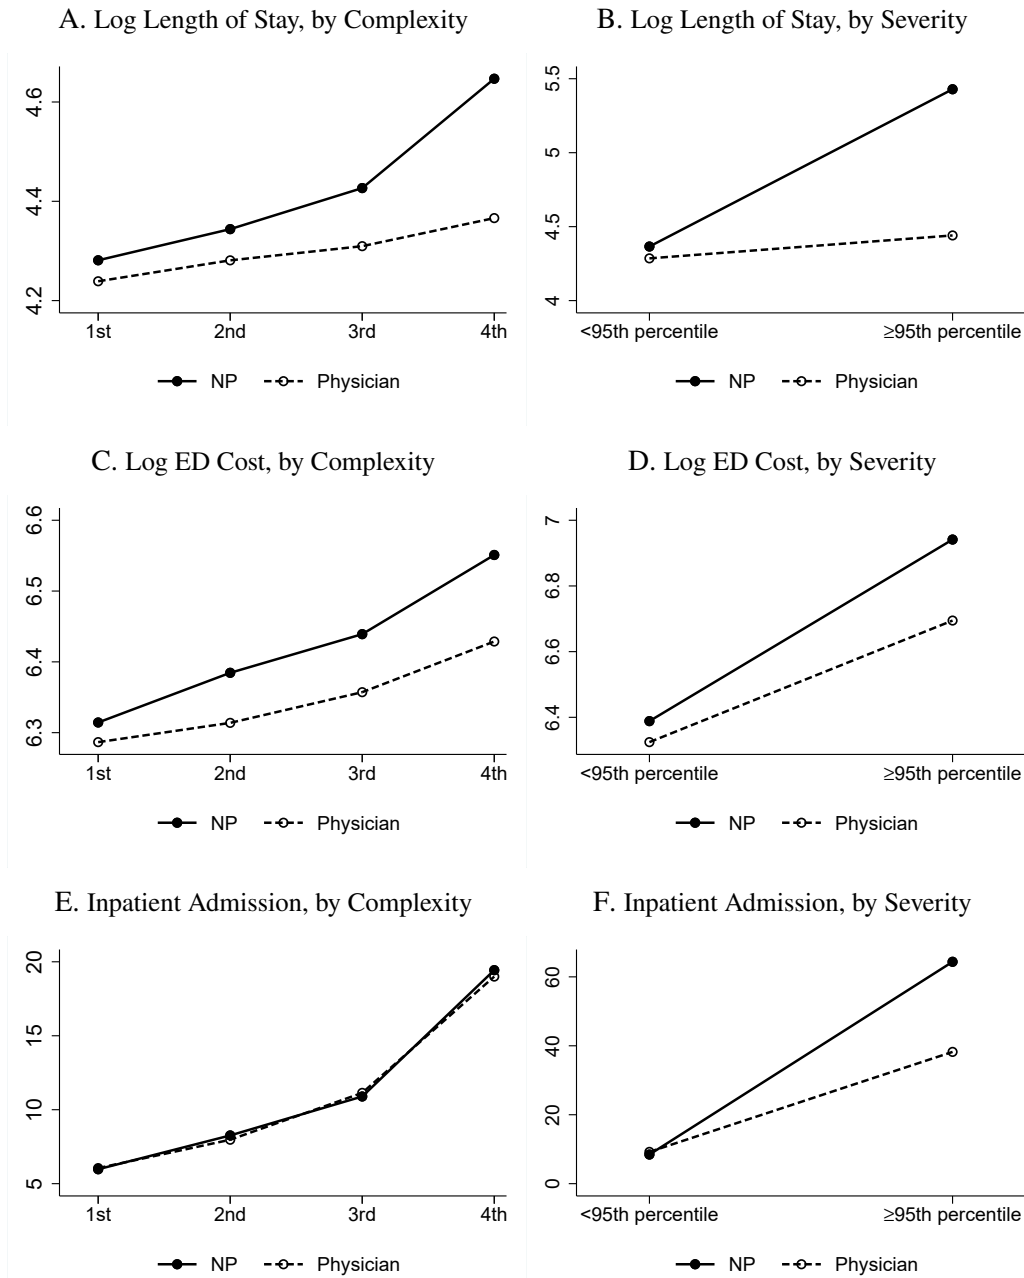 A. Log Length of Stay, by Complexity
4.6
4.4
4.2
1st 2nd 3rd 4th
NP Physician
B. Log Length of Stay, by Severity
5.5
5
4.5
4
<95th percentile ≥95th percentile
NP Physician
C. Log ED Cost, by Complexity
6.6
6.5
6.4
6.3
1st 2nd 3rd 4th
NP Physician
D. Log ED Cost, by Severity
7
6.8
6.6
6.4
<95th percentile ≥95th percentile
NP Physician
E. Inpatient Admission, by Complexity
20
15
10
5
1st 2nd 3rd 4th
NP Physician
F. Inpatient Admission, by Severity
60
40
20
0
<95th percentile ≥95th percentile
NP Physician